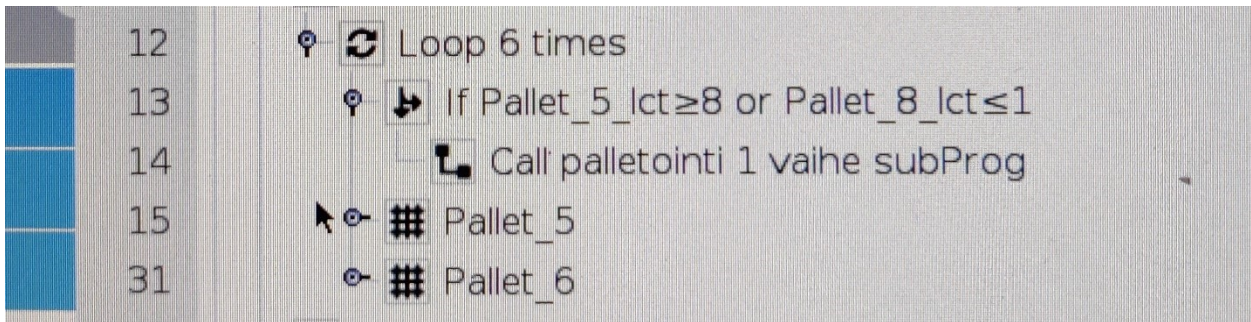 12 Loop 6 times
13 If Pallet_5_lct≥8 or Pallet_8_lct≤1
14 Call palletointi 1 vaihe subProg
15 Pallet_5
31 Pallet_6